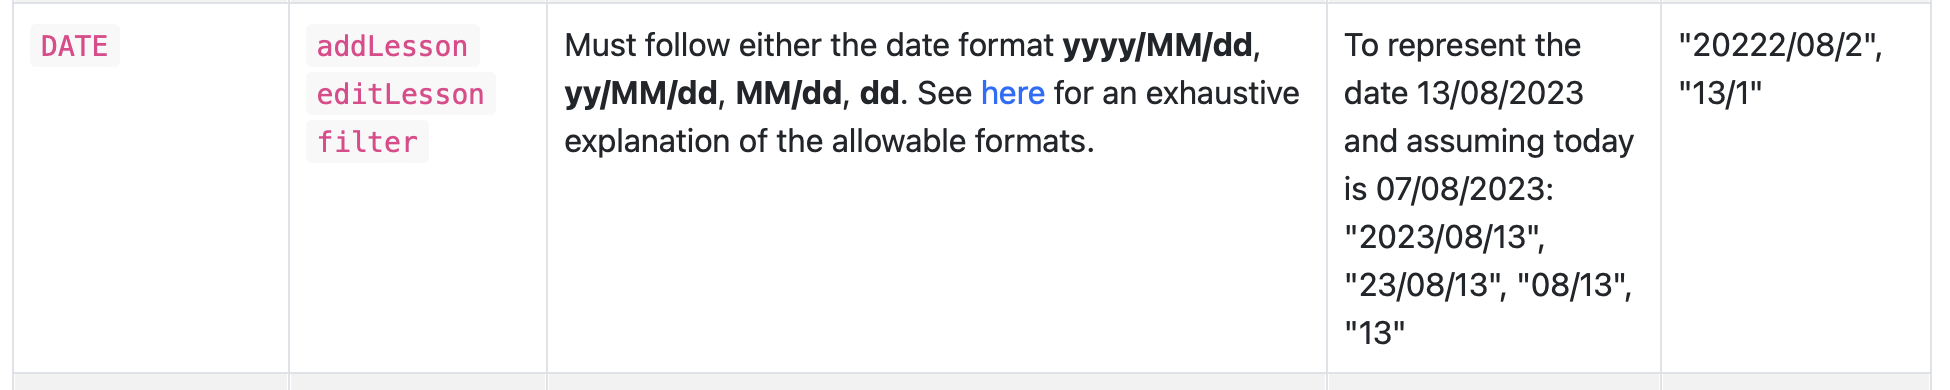 DATE
addLesson
editLesson
filter
Must follow either the date format yyyy/MM/dd,
yy/MM/dd, MM/dd, dd. See here for an exhaustive
explanation of the allowable formats.
To represent the
date 13/08/2023
and assuming today
is 07/08/2023:
"2023/08/13",
"23/08/13", "08/13",
"13"
"20222/08/2",
"13/1"